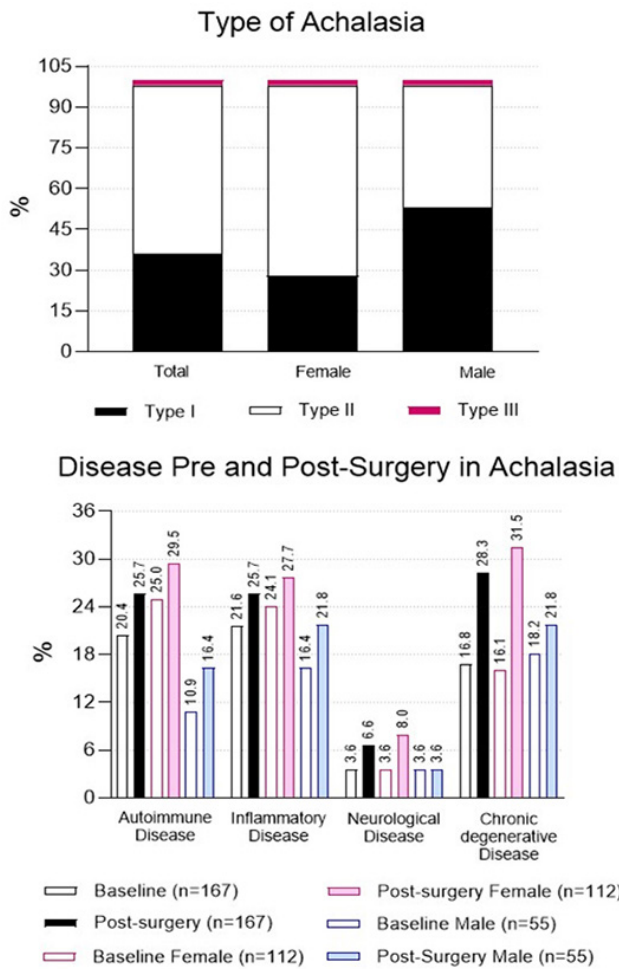 Type of Achalasia
105
90
75
60
45
30
15
0
%
Total Female Male
Type I Type II Type III
Disease Pre and Post-Surgery in Achalasia
36
30
24
18
12
6
0
%
20.4 25.7 25.0 29.5 10.9 16.4
21.6 25.7 24.1 27.7 16.4 21.8
3.6 6.6 3.6 8.0 3.6 3.6
16.8 28.3 16.1 31.5 18.2 21.8
Autoimmune
Disease
Inflammatory
Disease
Neurological
Disease
Chronic
degenerative
Disease
Baseline (n=167) Post-surgery Female (n=112)
Post-surgery (n=167) Baseline Male (n=55)
Baseline Female (n=112) Post-Surgery Male (n=55)